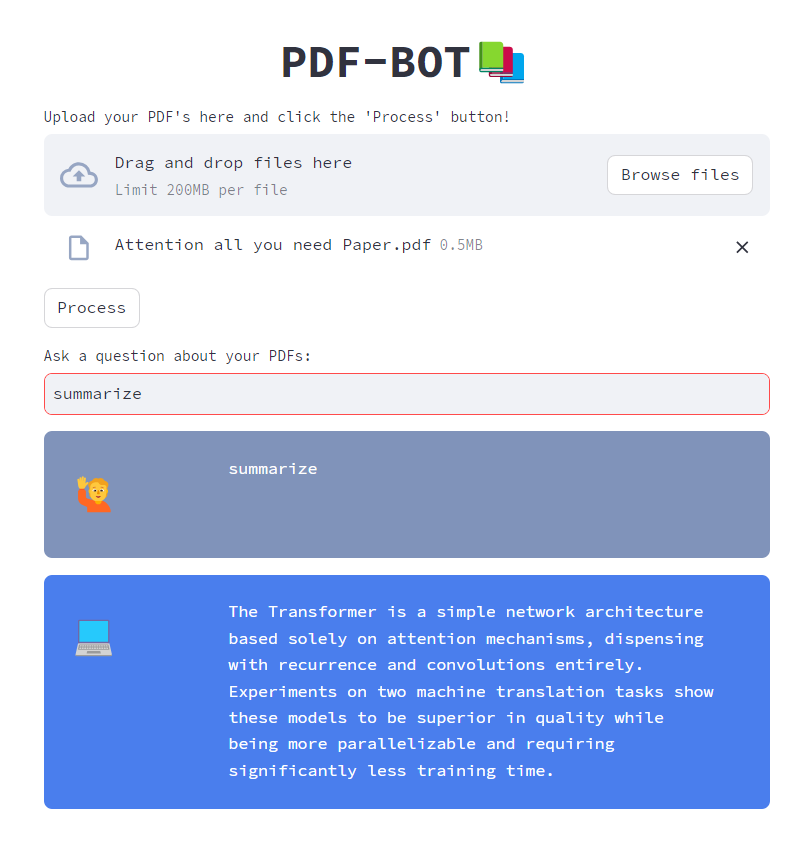 PDF-BOT
Upload your PDF's here and click the 'Process' button!
Drag and drop files here
Limit 200MB per file
Browse files
Attention all you need Paper.pdf 0.5MB
Process
Ask a question about your PDFs:
summarize
summarize
The Transformer is a simple network architecture
based solely on attention mechanisms, dispensing
with recurrence and convolutions entirely.
Experiments on two machine translation tasks show
these models to be superior in quality while
being more parallelizable and requiring
significantly less training time.